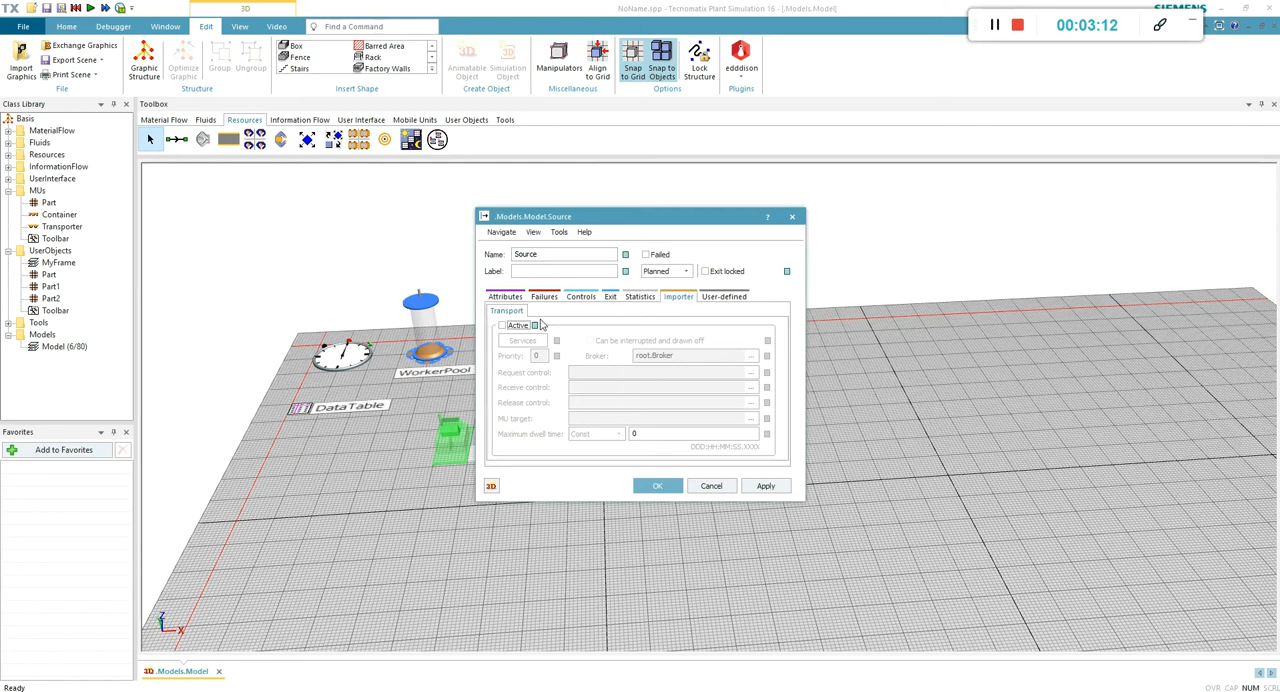 TX
3D
NoName.spp - Tecnomatix Plant Simulation 16 - [.Models.Model]
SIEMENS
File Home Debugger Window Edit View Video Find a Command
00:03:12
Import Graphics
Exchange Graphics
Export Scene
Print Scene
File
Graphic Structure
Optimize Graphic
Group
Ungroup
Structure
Box
Fence
Stairs
Barred Area
Rack
Factory Walls
Insert Shape
Animatable Object
Simulation Object
Create Object
Manipulators
Align to Grid
Miscellaneous
Snap to Grid
Snap to Objects
Lock Structure
Options
edddison
Plugins
Class Library
Toolbox
Basis
MaterialFlow
Fluids
Resources
InformationFlow
UserInterface
MUs
Part
Container
Transporter
Toolbar
UserObjects
MyFrame
Part
Part1
Part2
Toolbar
Tools
Models
Model (6/80)
Material Flow Fluids Resources Information Flow User Interface Mobile Units User Objects Tools
Favorites
Add to Favorites
WorkerPool
DataTable
.Models.Model.Source
?
Navigate View Tools Help
Name: Source Failed
Label: Planned Exit locked
Attributes Failures Controls Exit Statistics Importer User-defined
Transport
Active
Services Can be interrupted and drawn off
Priority: 0 Broker: root.Broker ...
Request control: ...
Receive control: ...
Release control: ...
MU target: ...
Maximum dwell time: Const 0
DDD:HH:MM:SS.XXXX
3D OK Cancel Apply
Z
X
3D .Models.Model
Ready
OVR CAP NUM SCRL